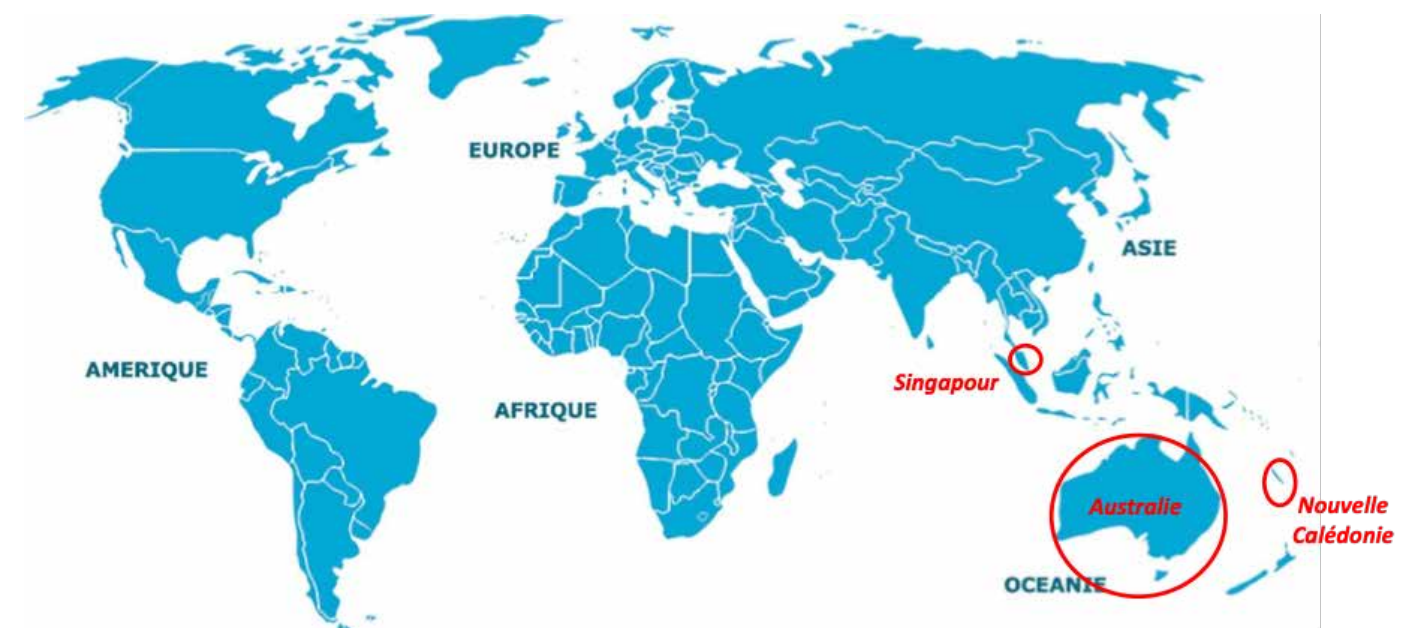 EUROPE
ASIE
AMERIQUE
Singapour
AFRIQUE
Australie
Nouvelle
Calédonie
OCEANIE